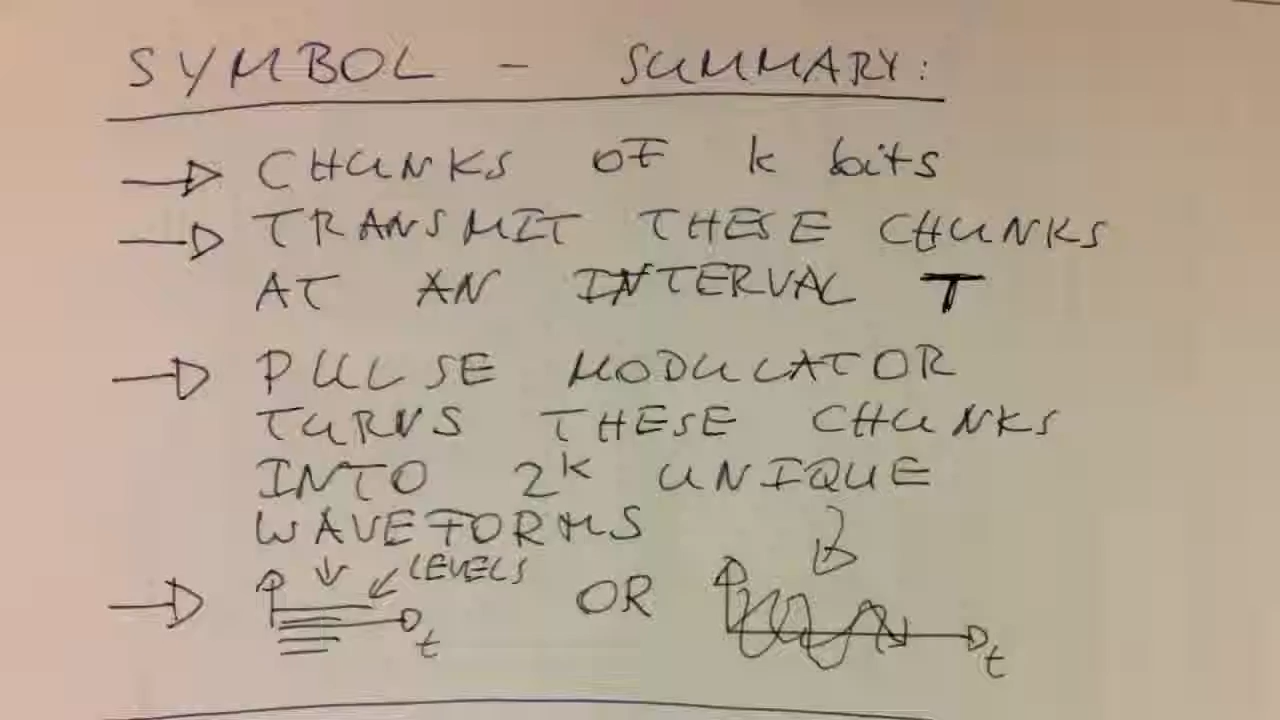 SYMBOL - SUMMARY:
CHUNKS OF k bits
TRANSMIT THESE CHUNKS
AT AN INTERVAL T
PULSE MODULATOR
TURNS THESE CHUNKS
INTO 2^k UNIQUE
WAVEFORMS
LEVELS
OR
t
t